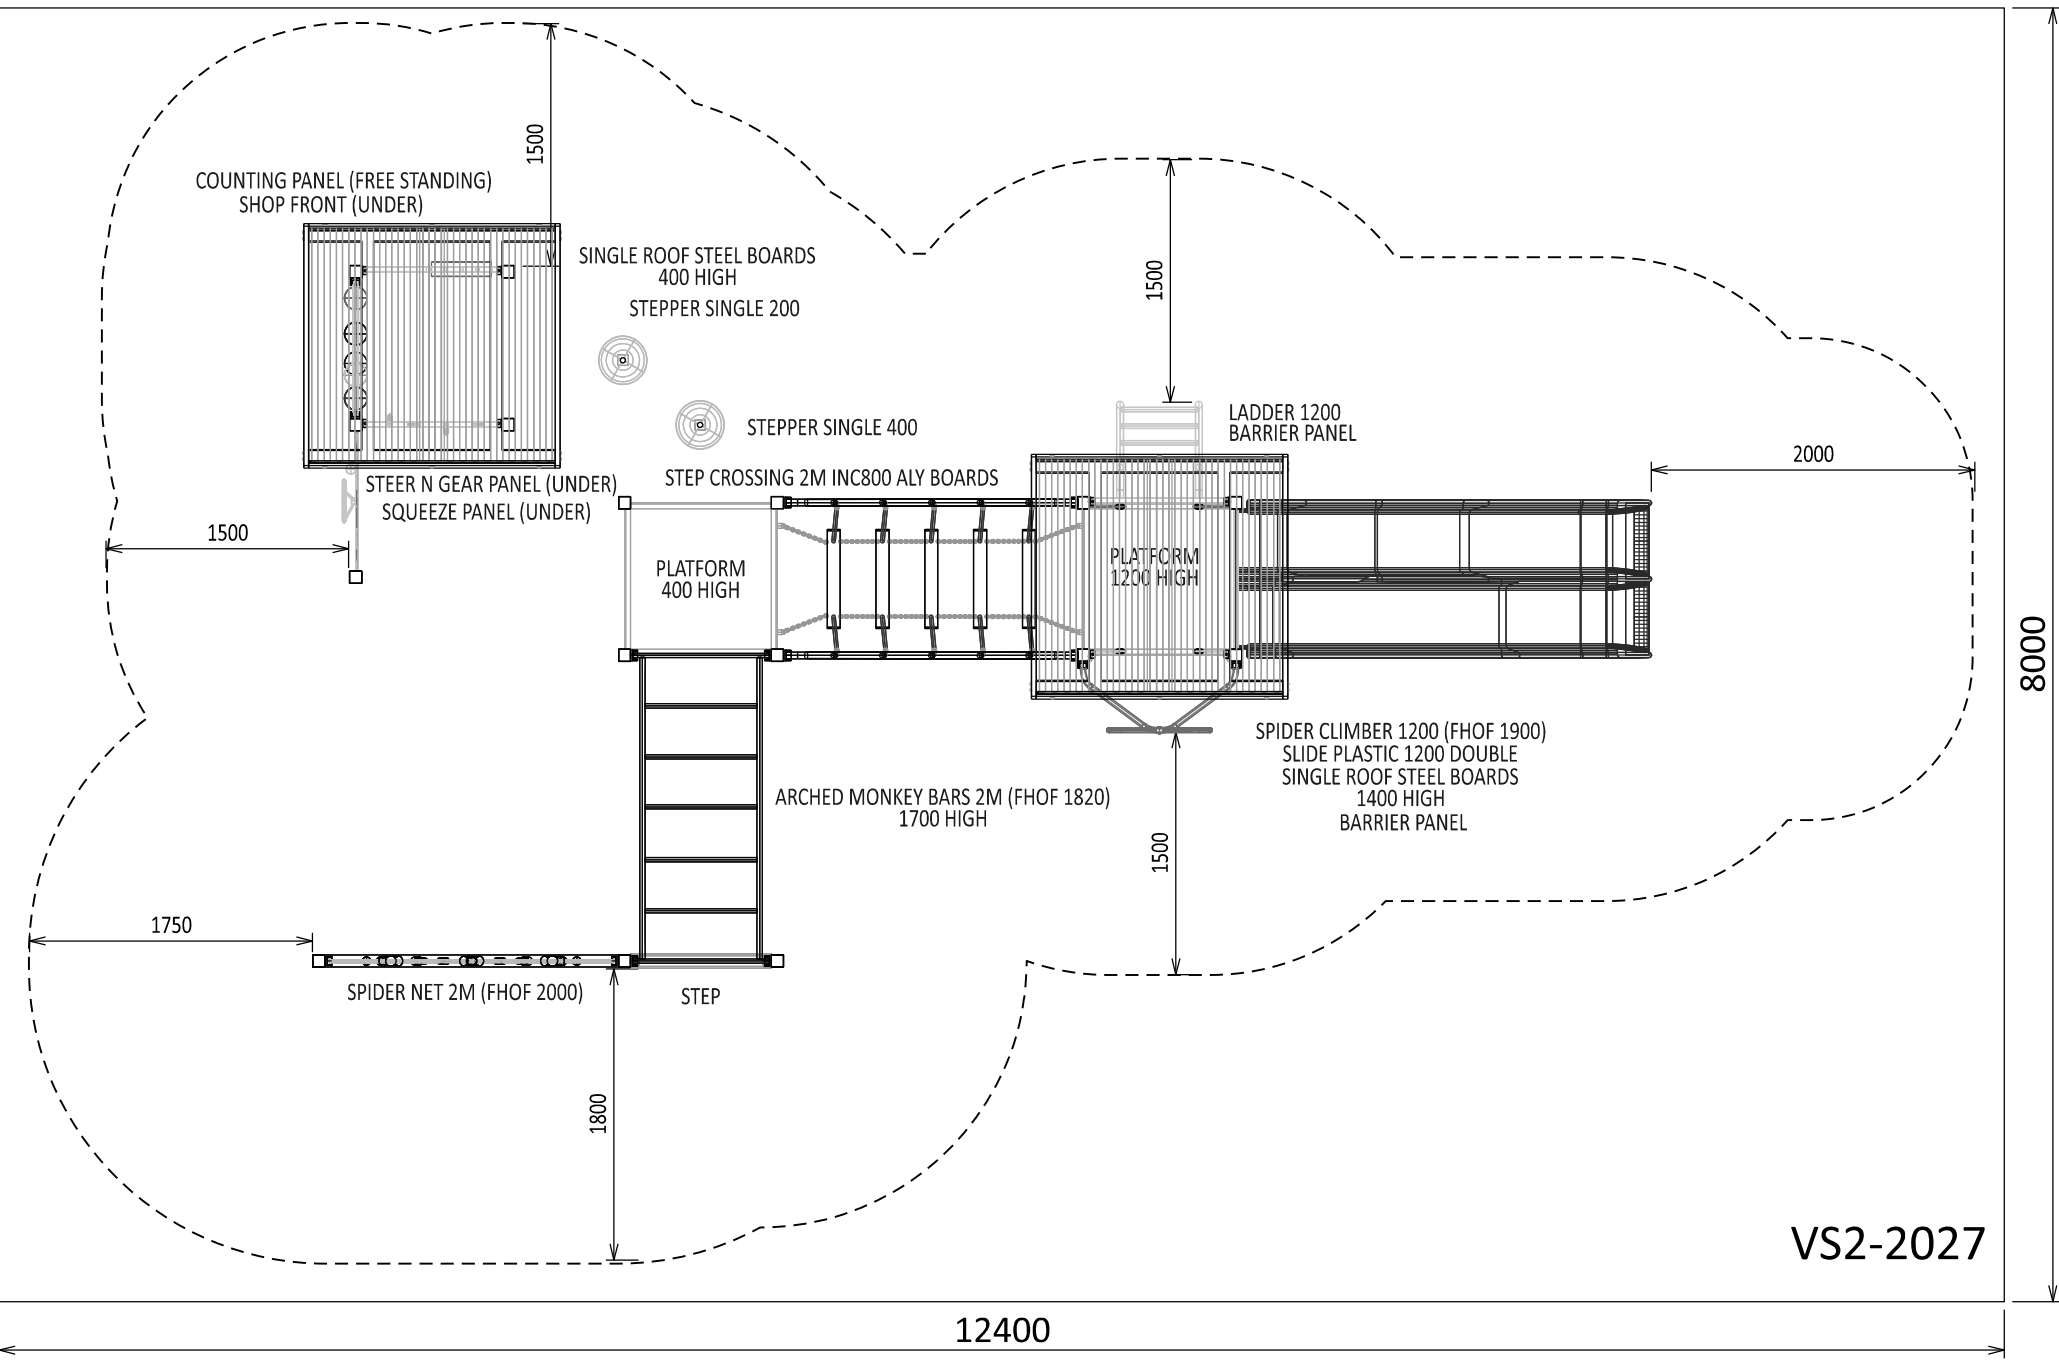 1500
COUNTING PANEL (FREE STANDING)
SHOP FRONT (UNDER)
SINGLE ROOF STEEL BOARDS
400 HIGH
STEPPER SINGLE 200
1500
STEPPER SINGLE 400
LADDER 1200
BARRIER PANEL
2000
STEP CROSSING 2M INC800 ALY BOARDS
STEER N GEAR PANEL (UNDER)
SQUEEZE PANEL (UNDER)
1500
PLATFORM
400 HIGH
PLATFORM
1200 HIGH
8000
SPIDER CLIMBER 1200 (FHOF 1900)
SLIDE PLASTIC 1200 DOUBLE
SINGLE ROOF STEEL BOARDS
1400 HIGH
BARRIER PANEL
ARCHED MONKEY BARS 2M (FHOF 1820)
1700 HIGH
1500
1750
SPIDER NET 2M (FHOF 2000)
STEP
1800
VS2-2027
12400